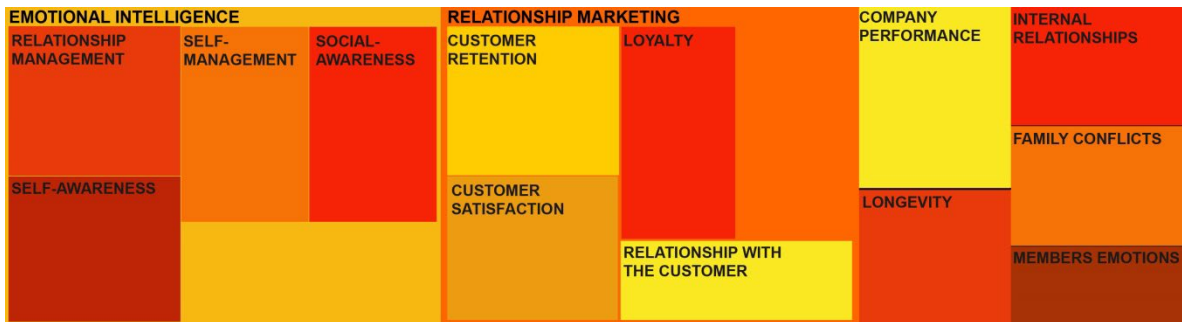 EMOTIONAL INTELLIGENCE
RELATIONSHIP
MANAGEMENT
SELF-
MANAGEMENT
SOCIAL-
AWARENESS
SELF-AWARENESS
RELATIONSHIP MARKETING
CUSTOMER
RETENTION
LOYALTY
CUSTOMER
SATISFACTION
RELATIONSHIP WITH
THE CUSTOMER
COMPANY
PERFORMANCE
LONGEVITY
INTERNAL
RELATIONSHIPS
FAMILY CONFLICTS
MEMBERS EMOTIONS